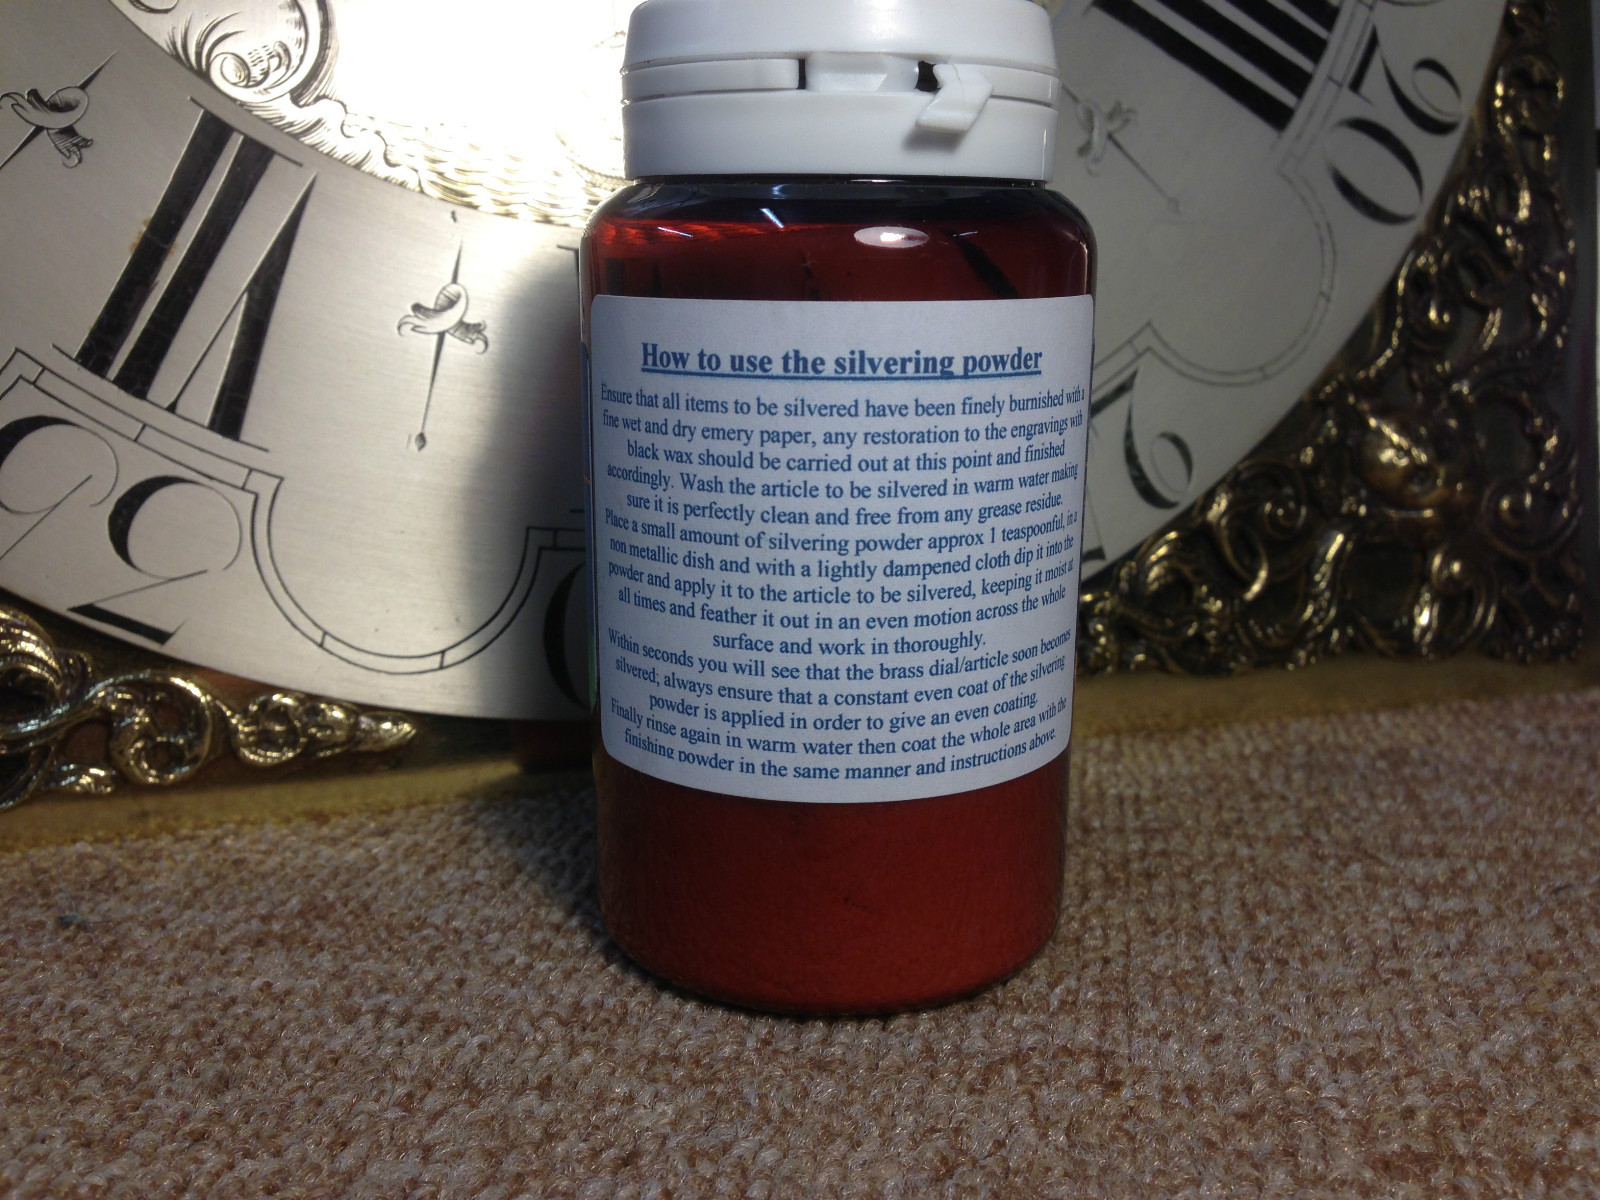 How to use the silvering powder
Ensure that all items to be silvered have been finely burnished with a
fine wet and dry emery paper, any restoration to the engravings with
black wax should be carried out at this point and finished
accordingly. Wash the article to be silvered in warm water making
sure it is perfectly clean and free from any grease residue.
Place a small amount of silvering powder approx 1 teaspoonful, in a
non metallic dish and with a lightly dampened cloth dip it into the
powder and apply it to the article to be silvered, keeping it moist at
all times and feather it out in an even motion across the whole
surface and work in thoroughly.
Within seconds you will see that the brass dial/article soon becomes
silvered; always ensure that a constant even coat of the silvering
powder is applied in order to give an even coating.
Finally rinse again in warm water then coat the whole area with the
finishing powder in the same manner and instructions above.
VII
35
20